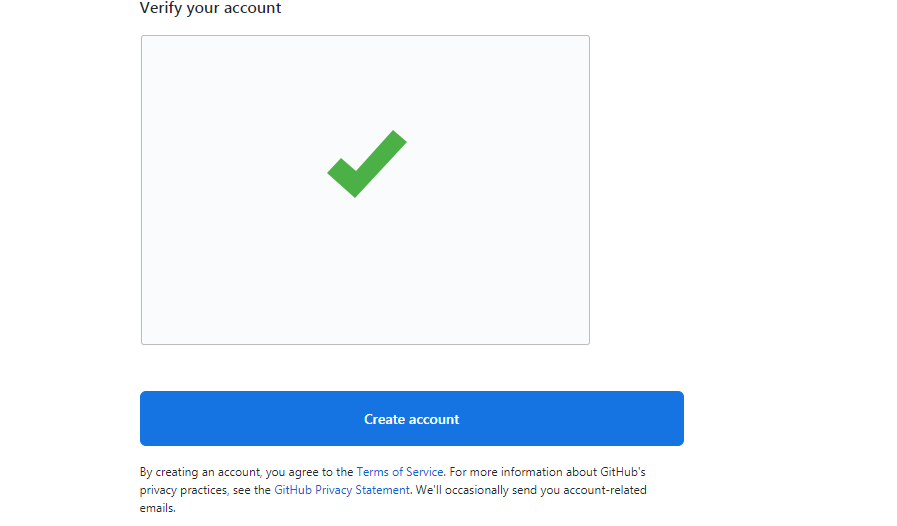 Verify your account
Create account
By creating an account, you agree to the Terms of Service. For more information about GitHub's
privacy practices, see the GitHub Privacy Statement. We'll occasionally send you account-related
emails.